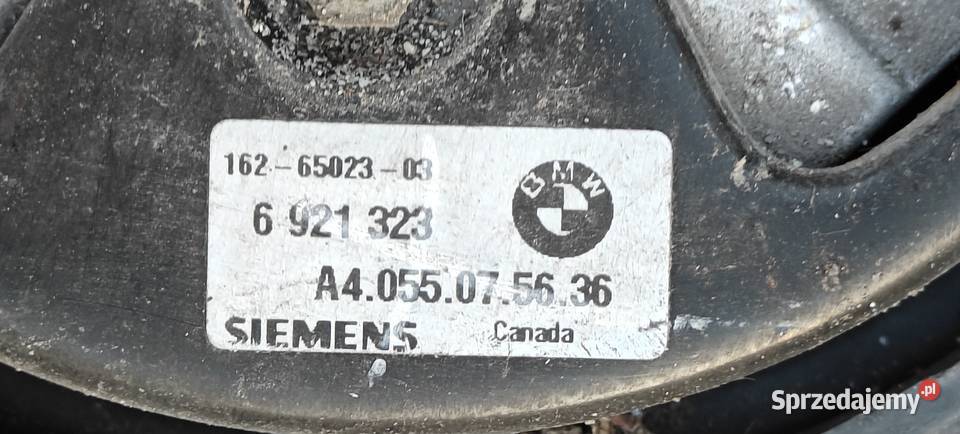 162-65023-03
BMW
6 921 323
A4.055.07.56.36
SIEMENS Canada
Sprzedajemy.pl